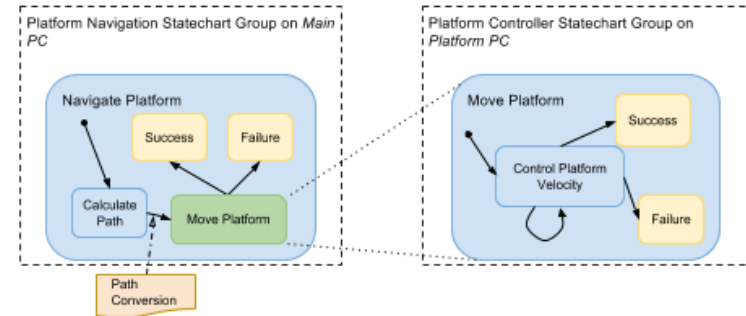 Platform Navigation Statechart Group on Main
PC
Navigate Platform
Success
Failure
Calculate
Path
Move Platform
Path
Conversion
Platform Controller Statechart Group on
Platform PC
Move Platform
Success
Control Platform
Velocity
Failure